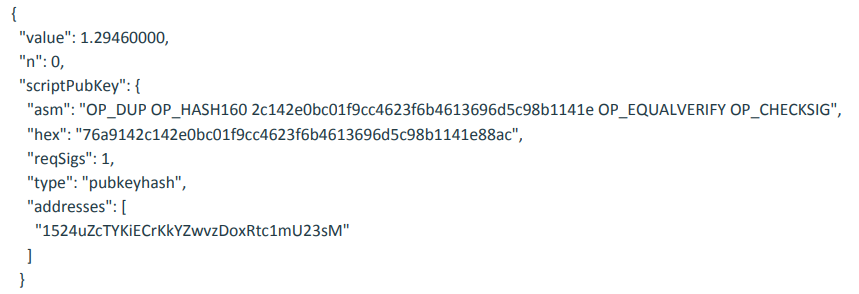 {
"value": 1.29460000,
"n": 0,
"scriptPubKey": {
"asm": "OP_DUP OP_HASH160 2c142e0bc01f9cc4623f6b4613696d5c98b1141e OP_EQUALVERIFY OP_CHECKSIG",
"hex": "76a9142c142e0bc01f9cc4623f6b4613696d5c98b1141e88ac",
"reqSigs": 1,
"type": "pubkeyhash",
"addresses": [
"1524uZcTYKiECrKkYZwvzDoxRtc1mU23sM"
]
}